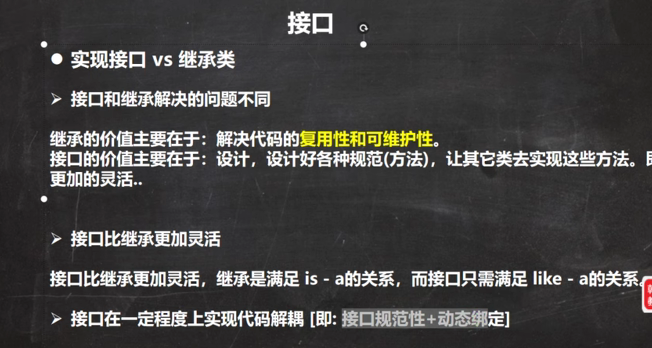 接口
● 实现接口 vs 继承类
➢ 接口和继承解决的问题不同
继承的价值主要在于：解决代码的复用性和可维护性。
接口的价值主要在于：设计，设计好各种规范(方法)，让其它类去实现这些方法。即
更加的灵活..
➢ 接口比继承更加灵活
接口比继承更加灵活，继承是满足 is - a的关系，而接口只需满足 like - a的关系。
➢ 接口在一定程度上实现代码解耦 [即: 接口规范性+动态绑定]